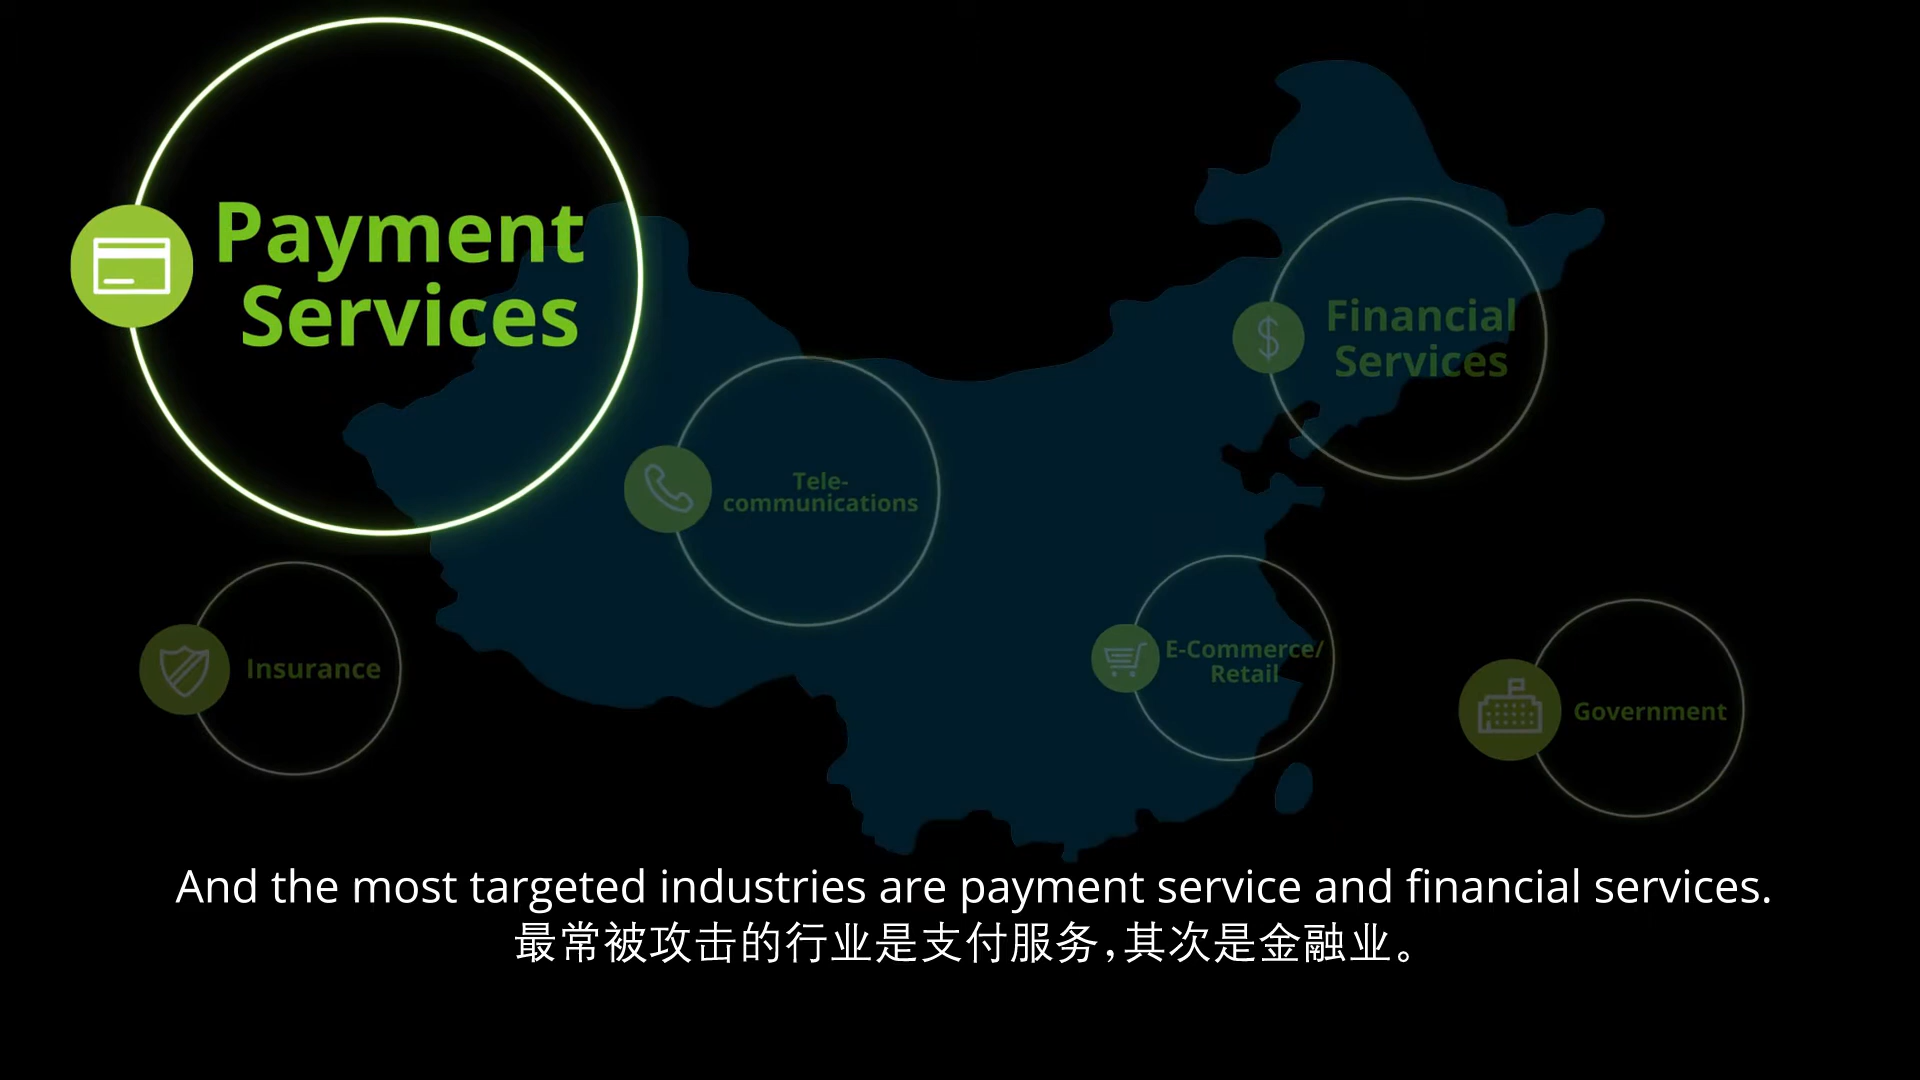 Payment
Services
Financial
Services
Tele-
communications
E-Commerce/
Retail
Insurance
Government
And the most targeted industries are payment service and financial services.
最常被攻击的行业是支付服务,其次是金融业。